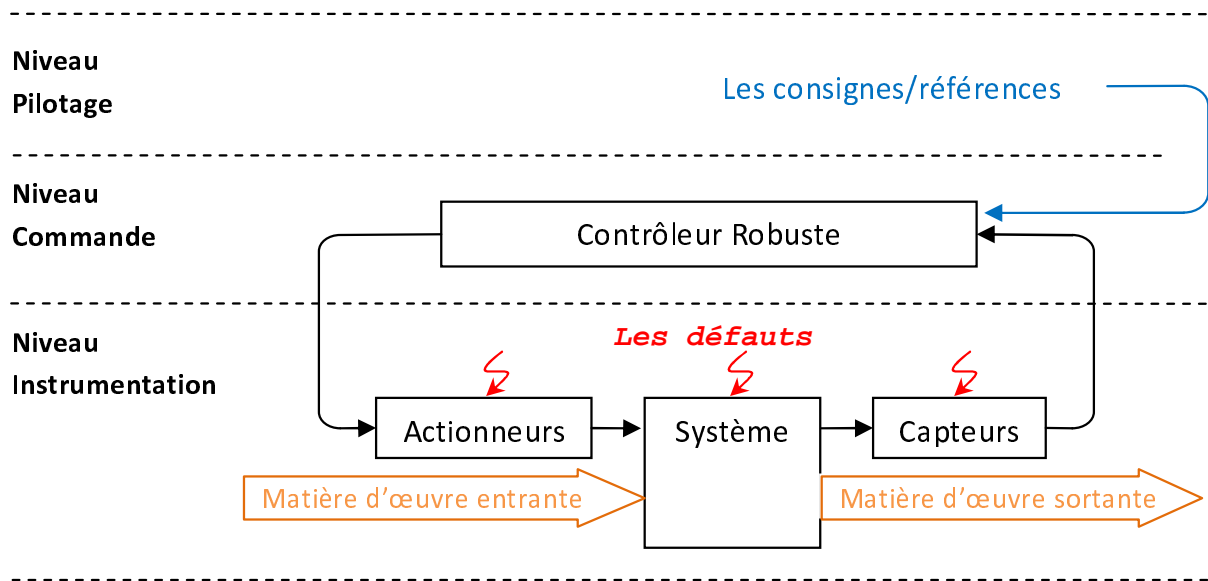 Niveau
Pilotage
Les consignes/références
Niveau
Commande
Contrôleur Robuste
Niveau
Instrumentation
Les défauts
Actionneurs
Système
Capteurs
Matière d’œuvre entrante
Matière d’œuvre sortante